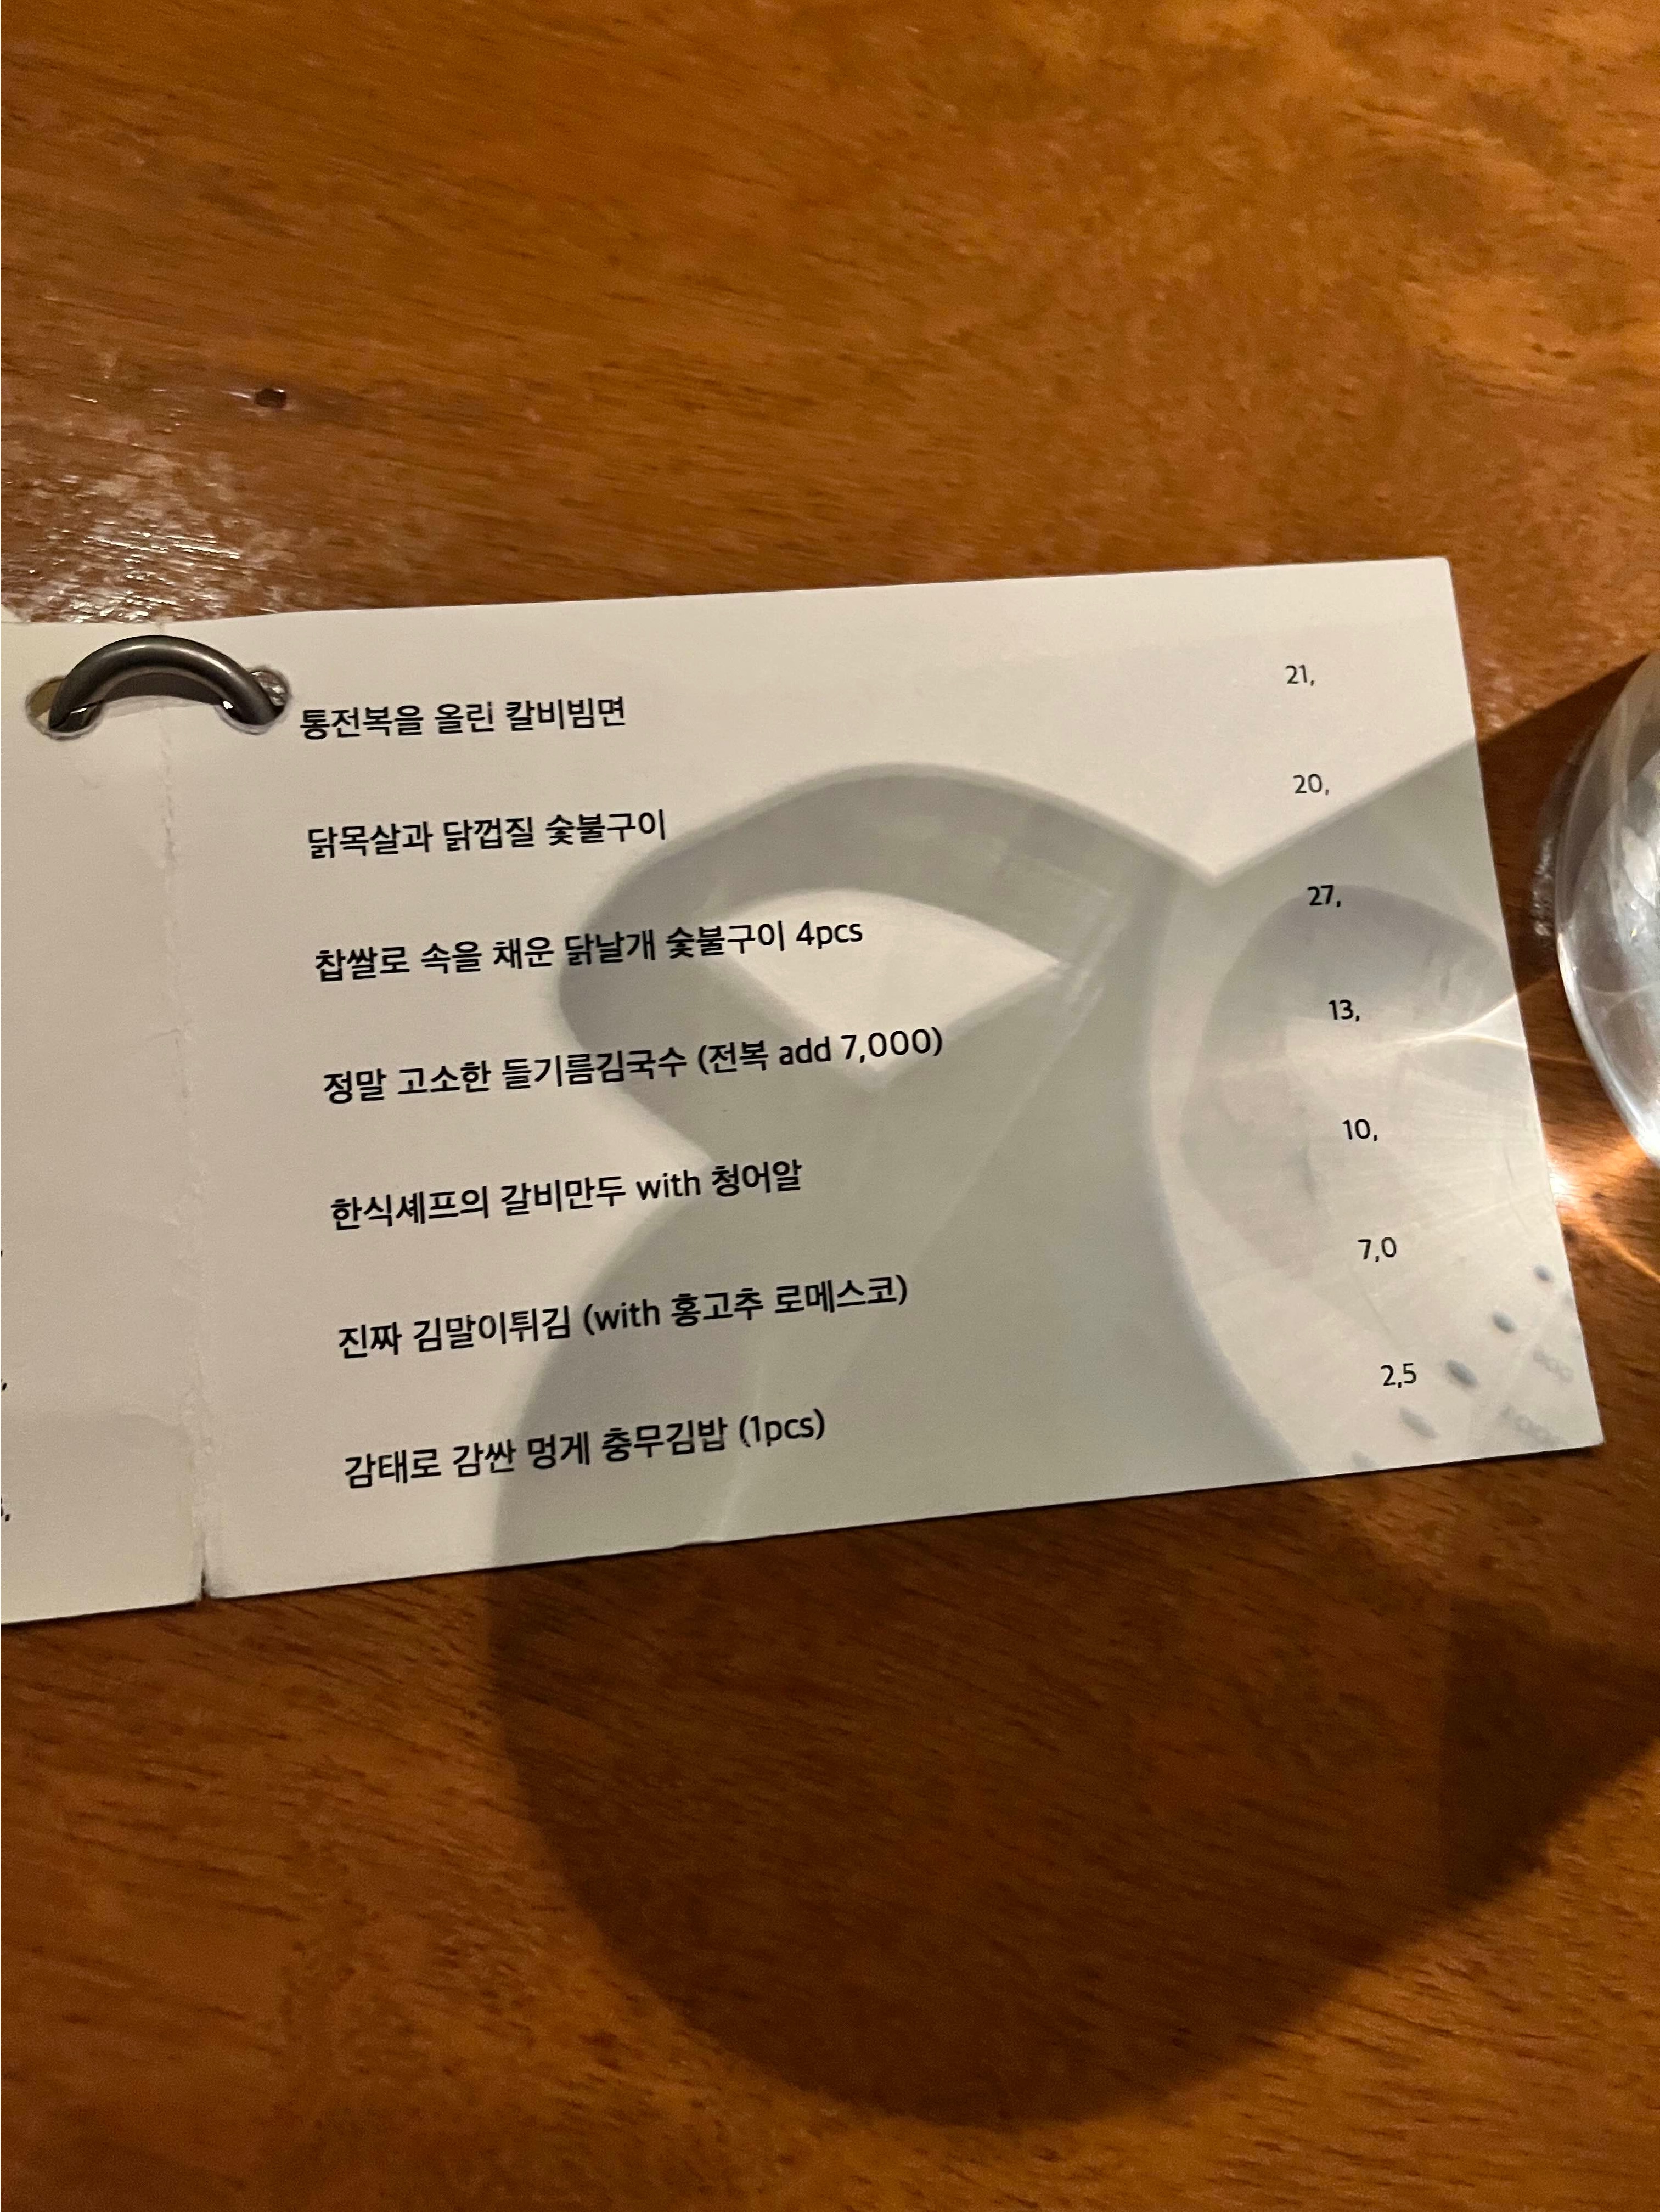 통전복을 올린 칼비빔면 21,
닭목살과 닭껍질 숯불구이 20,
찹쌀로 속을 채운 닭날개 숯불구이 4pcs 27,
정말 고소한 들기름김국수 (전복 add 7,000) 13,
한식셰프의 갈비만두 with 청어알 10,
진짜 김말이튀김 (with 홍고추 로메스코) 7,0
감태로 감싼 멍게 충무김밥 (1pcs) 2,5